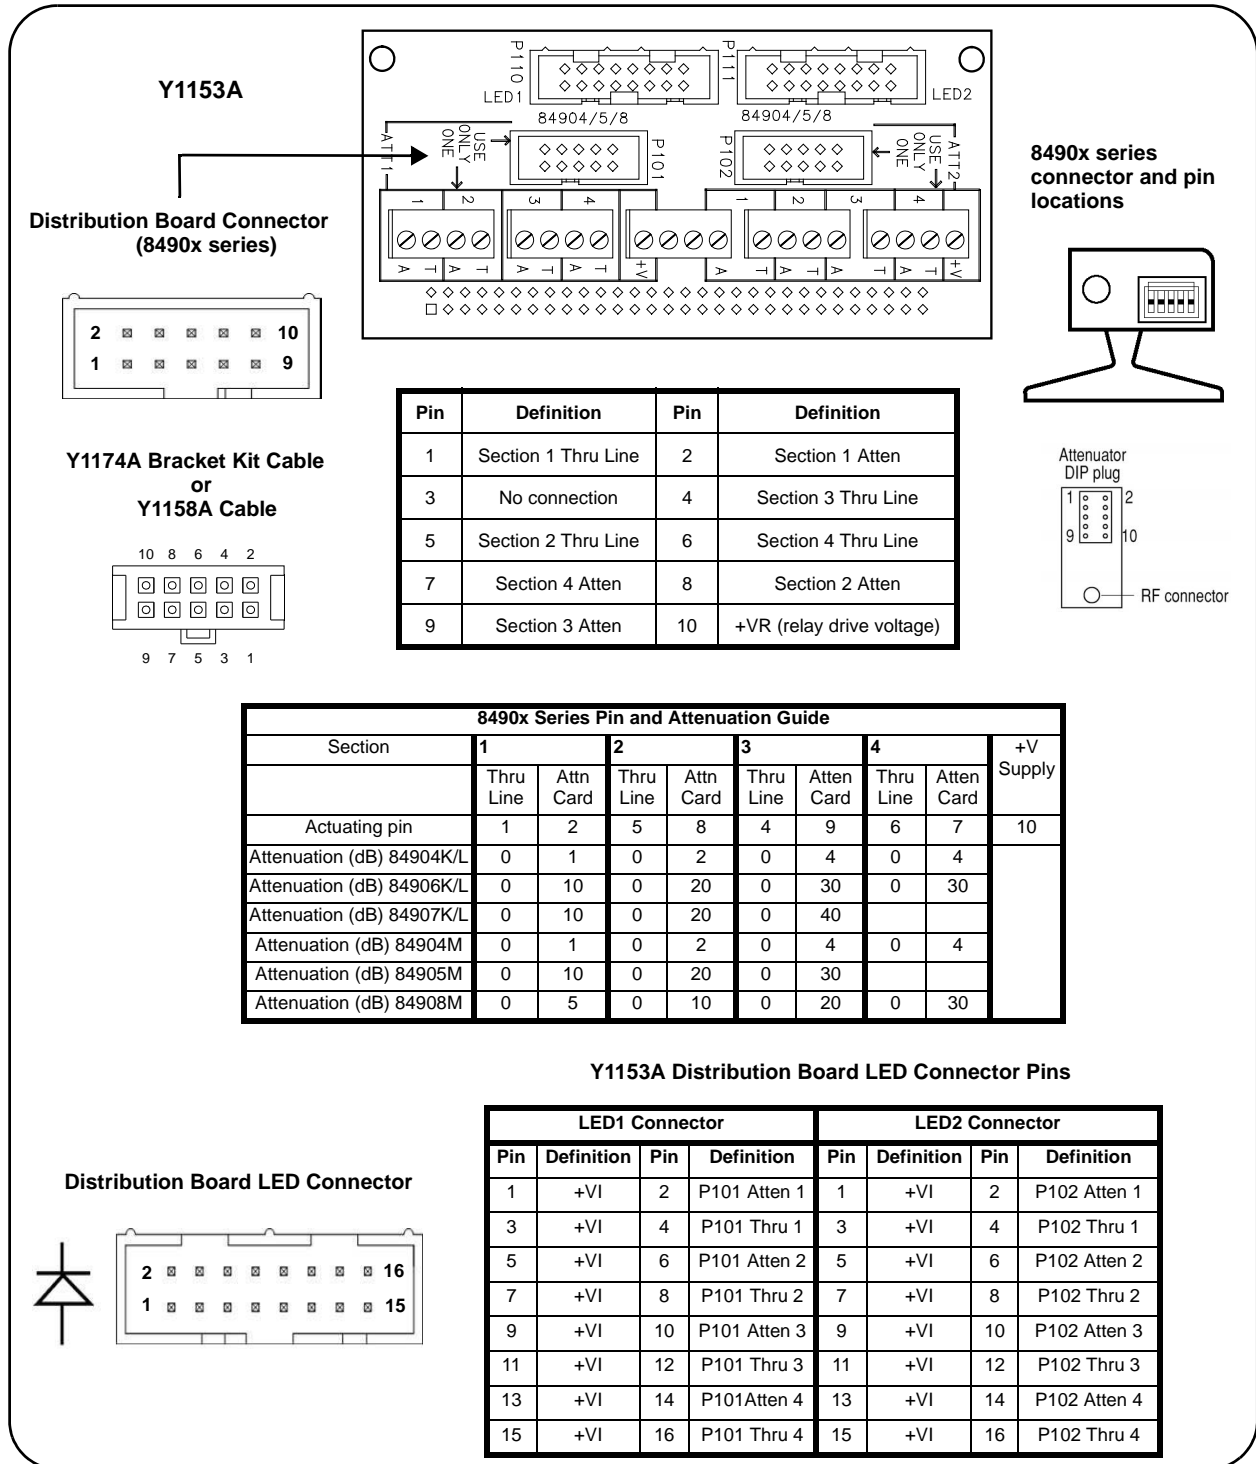 Y1153A
P110
P111
LED1
LED2
84904/5/8
84904/5/8
ATT1
USE ONLY ONE
P101
P102
USE ONLY ONE
ATT2
1 2 3 4 1 2 3 4
A T A T A T A T +V A T A T A T A T +V
Distribution Board Connector
(8490x series)
2 10
1 9
8490x series
connector and pin
locations
Y1174A Bracket Kit Cable
or
Y1158A Cable
10 8 6 4 2
9 7 5 3 1
Pin Definition Pin Definition
1 Section 1 Thru Line 2 Section 1 Atten
3 No connection 4 Section 3 Thru Line
5 Section 2 Thru Line 6 Section 4 Thru Line
7 Section 4 Atten 8 Section 2 Atten
9 Section 3 Atten 10 +VR (relay drive voltage)
Attenuator
DIP plug
1 2
9 10
RF connector
8490x Series Pin and Attenuation Guide
Section 1 2 3 4 +V
Supply
Thru Line Attn Card Thru Line Attn Card Thru Line Atten Card Thru Line Atten Card
Actuating pin 1 2 5 8 4 9 6 7 10
Attenuation (dB) 84904K/L 0 1 0 2 0 4 0 4
Attenuation (dB) 84906K/L 0 10 0 20 0 30 0 30
Attenuation (dB) 84907K/L 0 10 0 20 0 40
Attenuation (dB) 84904M 0 1 0 2 0 4 0 4
Attenuation (dB) 84905M 0 10 0 20 0 30
Attenuation (dB) 84908M 0 5 0 10 0 20 0 30
Y1153A Distribution Board LED Connector Pins
LED1 Connector LED2 Connector
Pin Definition Pin Definition Pin Definition Pin Definition
1 +VI 2 P101 Atten 1 1 +VI 2 P102 Atten 1
3 +VI 4 P101 Thru 1 3 +VI 4 P102 Thru 1
5 +VI 6 P101 Atten 2 5 +VI 6 P102 Atten 2
7 +VI 8 P101 Thru 2 7 +VI 8 P102 Thru 2
9 +VI 10 P101 Atten 3 9 +VI 10 P102 Atten 3
11 +VI 12 P101 Thru 3 11 +VI 12 P102 Thru 3
13 +VI 14 P101Atten 4 13 +VI 14 P102 Atten 4
15 +VI 16 P101 Thru 4 15 +VI 16 P102 Thru 4
Distribution Board LED Connector
2 16
1 15